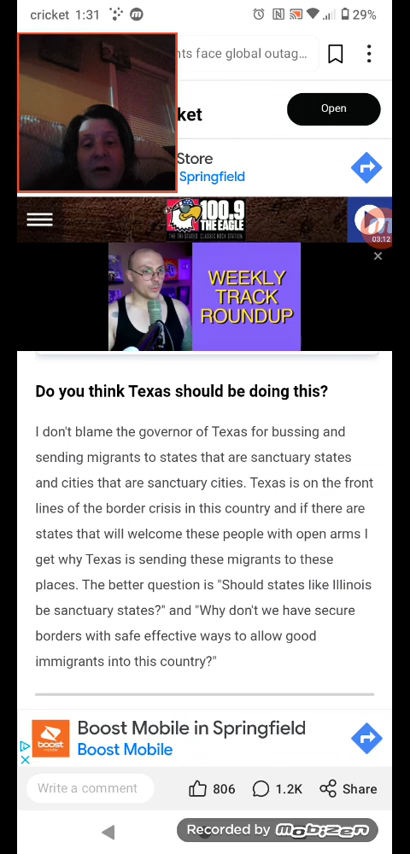 cricket 1:31
29%
nts face global outag...
ket
Open
Store
Springfield
100.9
THE EAGLE
THE TRI-STATES' CLASSIC ROCK STATION
03:12
WEEKLY
TRACK
ROUNDUP
Do you think Texas should be doing this?
I don't blame the governor of Texas for bussing and
sending migrants to states that are sanctuary states
and cities that are sanctuary cities. Texas is on the front
lines of the border crisis in this country and if there are
states that will welcome these people with open arms I
get why Texas is sending these migrants to these
places. The better question is "Should states like Illinois
be sanctuary states?" and "Why don't we have secure
borders with safe effective ways to allow good
immigrants into this country?"
boost
Boost Mobile in Springfield
Boost Mobile
Write a comment
806
1.2K
Share
Recorded by mobizen